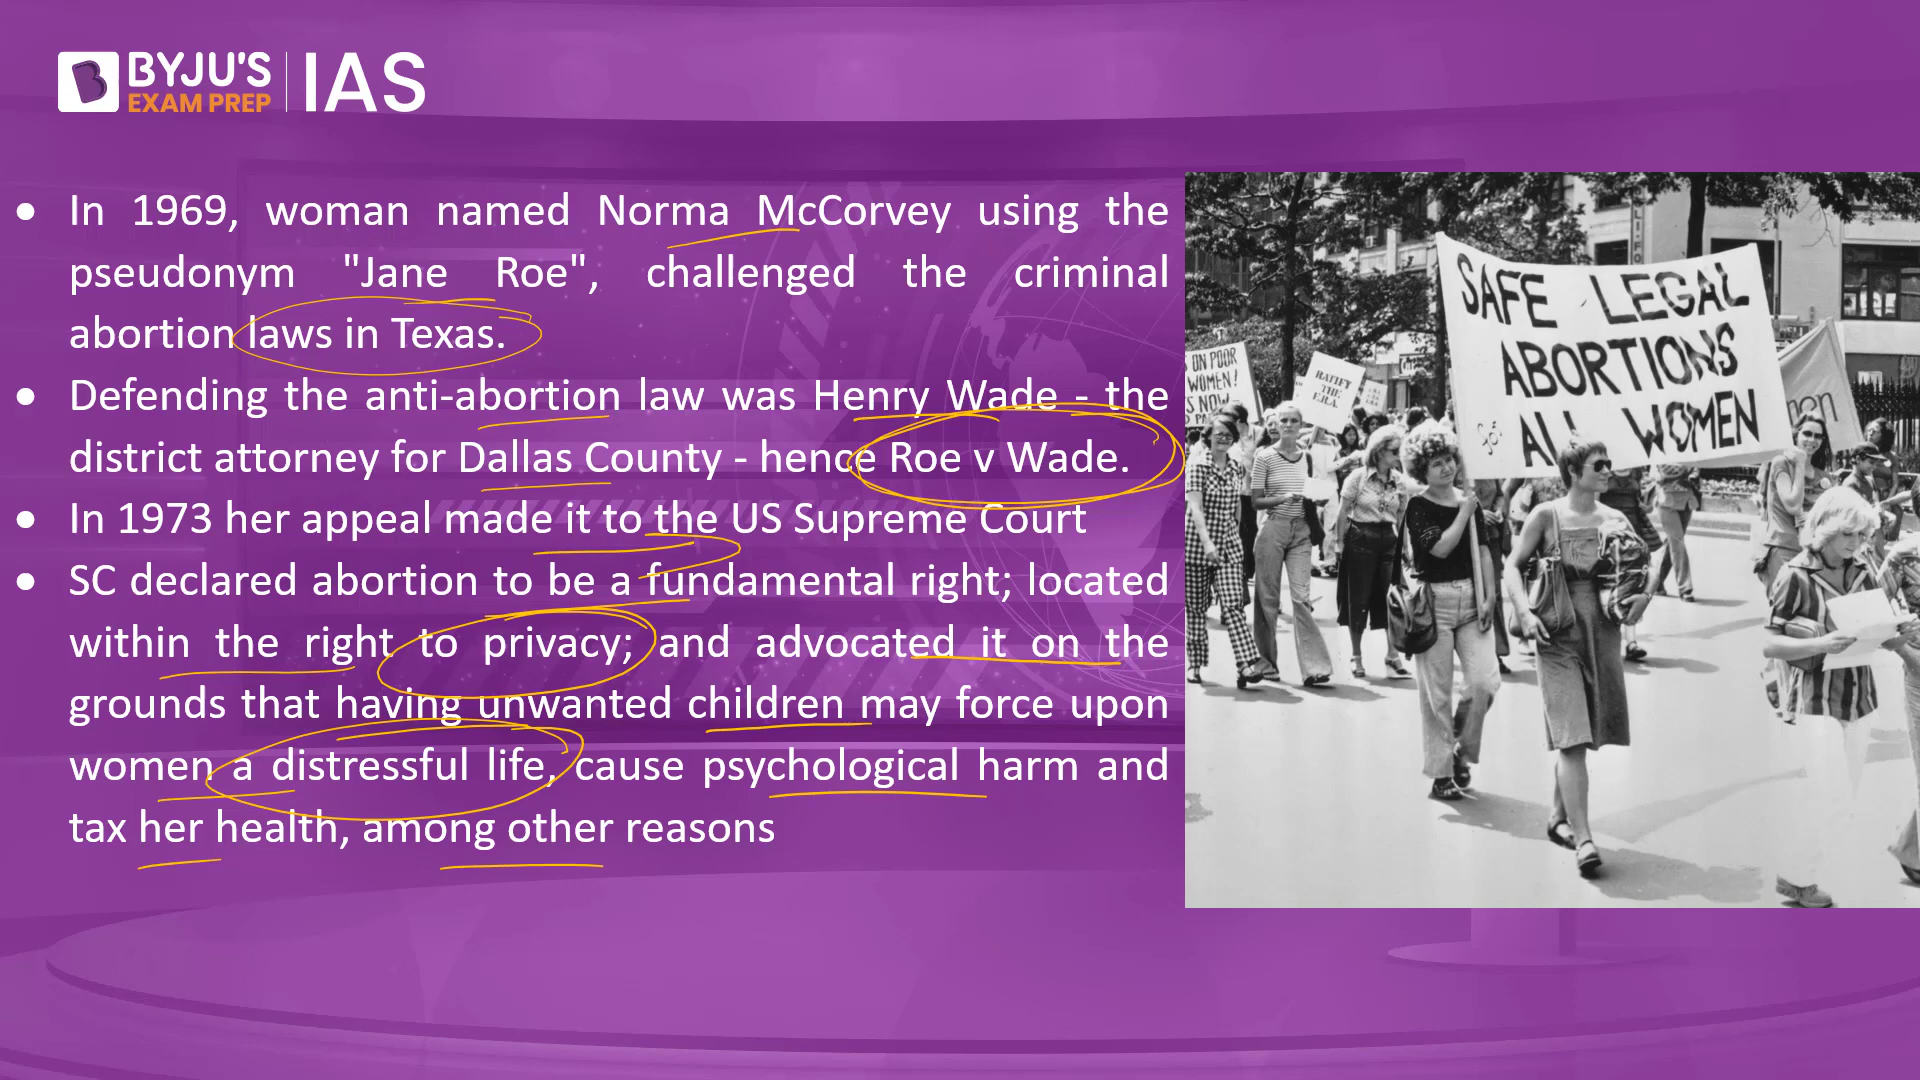 BYJU'S
EXAM PREP
IAS
• In 1969, woman named Norma McCorvey using the
pseudonym "Jane Roe", challenged the criminal
abortion laws in Texas.
• Defending the anti-abortion law was Henry Wade - the
district attorney for Dallas County - hence Roe v Wade.
• In 1973 her appeal made it to the US Supreme Court
• SC declared abortion to be a fundamental right; located
within the right to privacy; and advocated it on the
grounds that having unwanted children may force upon
women a distressful life, cause psychological harm and
tax her health, among other reasons
SAFE LEGAL
ABORTIONS
ALL WOMEN
ON POOR
WOMEN!
NOW
RATIFY
THE
ERA